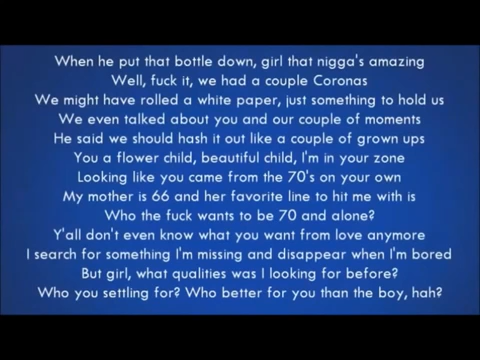 When he put that bottle down, girl that nigga's amazing
Well, fuck it, we had a couple Coronas
We might have rolled a white paper, just something to hold us
We even talked about you and our couple of moments
He said we should hash it out like a couple of grown ups
You a flower child, beautiful child, I'm in your zone
Looking like you came from the 70's on your own
My mother is 66 and her favorite line to hit me with is
Who the fuck wants to be 70 and alone?
Y'all don't even know what you want from love anymore
I search for something I'm missing and disappear when I'm bored
But girl, what qualities was I looking for before?
Who you settling for? Who better for you than the boy, hah?